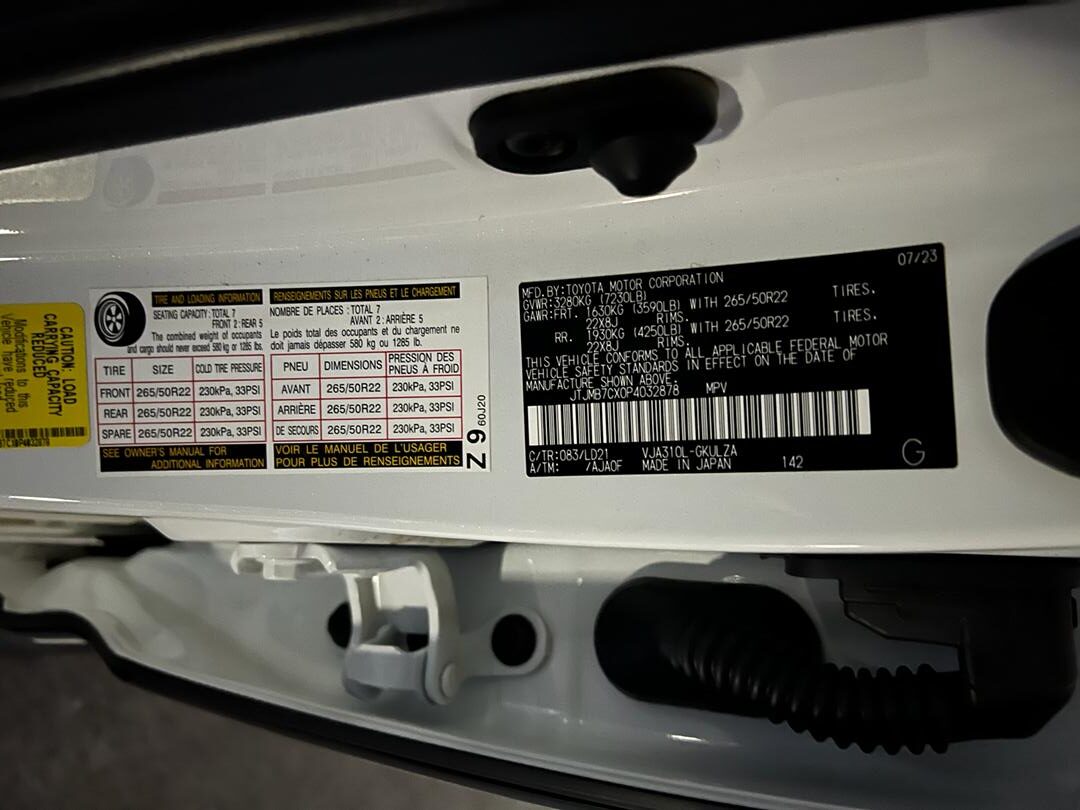 CAUTION: LOAD
CARRYING CAPACITY
REDUCED
Modifications to this
vehicle have reduced
TIRE AND LOADING INFORMATION
SEATING CAPACITY: TOTAL 7
FRONT 2: REAR 5
The combined weight of occupants
and cargo should never exceed 580 kg or 1285 lbs.
TIRE SIZE COLD TIRE PRESSURE
FRONT 265/50R22 230kPa, 33PSI
REAR 265/50R22 230kPa, 33PSI
SPARE 265/50R22 230kPa, 33PSI
SEE OWNER'S MANUAL FOR
ADDITIONAL INFORMATION
RENSEIGNEMENTS SUR LES PNEUS ET LE CHARGEMENT
NOMBRE DE PLACES : TOTAL 7
AVANT 2: ARRIÈRE 5
Le poids total des occupants et du chargement ne
doit jamais dépasser 580 kg ou 1285 lb.
PNEU DIMENSIONS PRESSION DES
PNEUS À FROID
AVANT 265/50R22 230kPa, 33PSI
ARRIÈRE 265/50R22 230kPa, 33PSI
DE SECOURS 265/50R22 230kPa, 33PSI
VOIR LE MANUEL DE L'USAGER
POUR PLUS DE RENSEIGNEMENTS
Z 9 60J20
07/23
MFD.BY:TOYOTA MOTOR CORPORATION
GVWR:3280KG (7230LB)
GAWR:FRT. 1630KG (3590LB) WITH 265/50R22 TIRES.
22X8J RIMS.
RR. 1930KG (4250LB) WITH 265/50R22 TIRES.
22X8J RIMS.
THIS VEHICLE CONFORMS TO ALL APPLICABLE FEDERAL MOTOR
VEHICLE SAFETY STANDARDS IN EFFECT ON THE DATE OF
MANUFACTURE SHOWN ABOVE.
JTJMB7CX0P4032878 MPV
C/TR:083/LD21 VJA310L-GKULZA
A/TM: /AJA0F MADE IN JAPAN 142 G